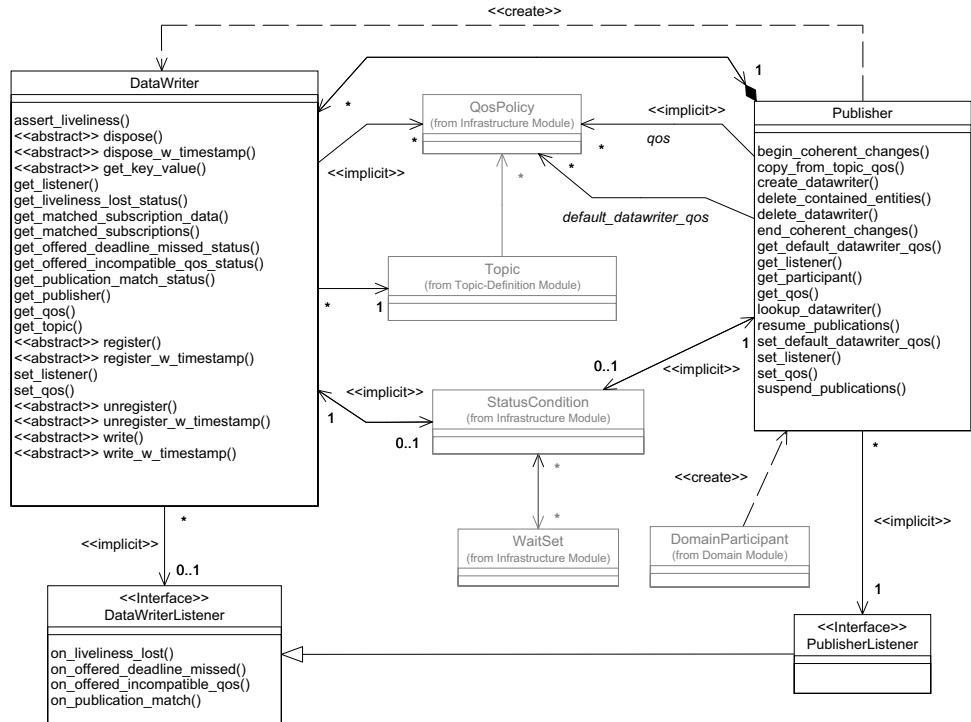 <<create>>
DataWriter
assert_liveliness()
<<abstract>> dispose()
<<abstract>> dispose_w_timestamp()
<<abstract>> get_key_value()
get_listener()
get_liveliness_lost_status()
get_matched_subscription_data()
get_matched_subscriptions()
get_offered_deadline_missed_status()
get_offered_incompatible_qos_status()
get_publication_match_status()
get_publisher()
get_qos()
get_topic()
<<abstract>> register()
<<abstract>> register_w_timestamp()
set_listener()
set_qos()
<<abstract>> unregister()
<<abstract>> unregister_w_timestamp()
<<abstract>> write()
<<abstract>> write_w_timestamp()
*
1
QosPolicy
(from Infrastructure Module)
*
<<implicit>>
*
*
*
<<implicit>>
qos
default_datawriter_qos
Publisher
begin_coherent_changes()
copy_from_topic_qos()
create_datawriter()
delete_contained_entities()
delete_datawriter()
end_coherent_changes()
get_default_datawriter_qos()
get_listener()
get_participant()
get_qos()
lookup_datawriter()
resume_publications()
set_default_datawriter_qos()
set_listener()
set_qos()
suspend_publications()
Topic
(from Topic-Definition Module)
*
1
1
0..1
<<implicit>>
<<implicit>>
1
0..1
StatusCondition
(from Infrastructure Module)
*
*
WaitSet
(from Infrastructure Module)
<<create>>
DomainParticipant
(from Domain Module)
*
<<implicit>>
1
*
<<implicit>>
0..1
<<Interface>>
DataWriterListener
on_liveliness_lost()
on_offered_deadline_missed()
on_offered_incompatible_qos()
on_publication_match()
<<Interface>>
PublisherListener